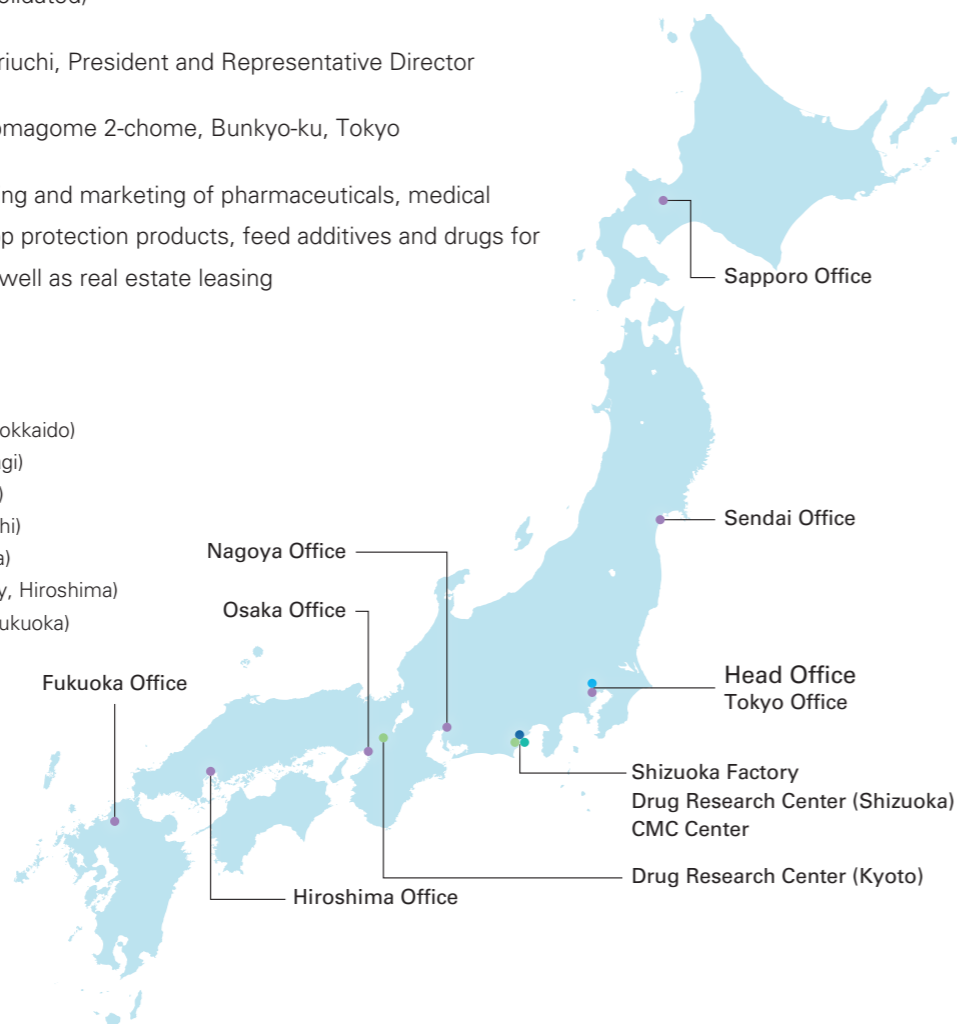 riuchi, President and Representative Director
omagome 2-chome, Bunkyo-ku, Tokyo
ng and marketing of pharmaceuticals, medical
op protection products, feed additives and drugs for
well as real estate leasing
okkaido)
gi)
)
hi)
a)
y, Hiroshima)
ukuoka)
Sapporo Office
Sendai Office
Nagoya Office
Osaka Office
Fukuoka Office
Head Office
Tokyo Office
Shizuoka Factory
Drug Research Center (Shizuoka)
CMC Center
Drug Research Center (Kyoto)
Hiroshima Office